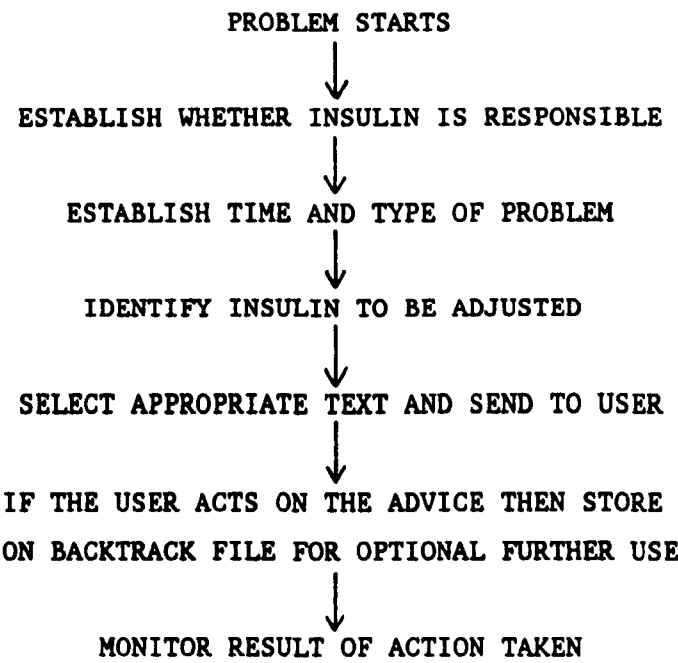 PROBLEM STARTS
ESTABLISH WHETHER INSULIN IS RESPONSIBLE
ESTABLISH TIME AND TYPE OF PROBLEM
IDENTIFY INSULIN TO BE ADJUSTED
SELECT APPROPRIATE TEXT AND SEND TO USER
IF THE USER ACTS ON THE ADVICE THEN STORE
ON BACKTRACK FILE FOR OPTIONAL FURTHER USE
MONITOR RESULT OF ACTION TAKEN